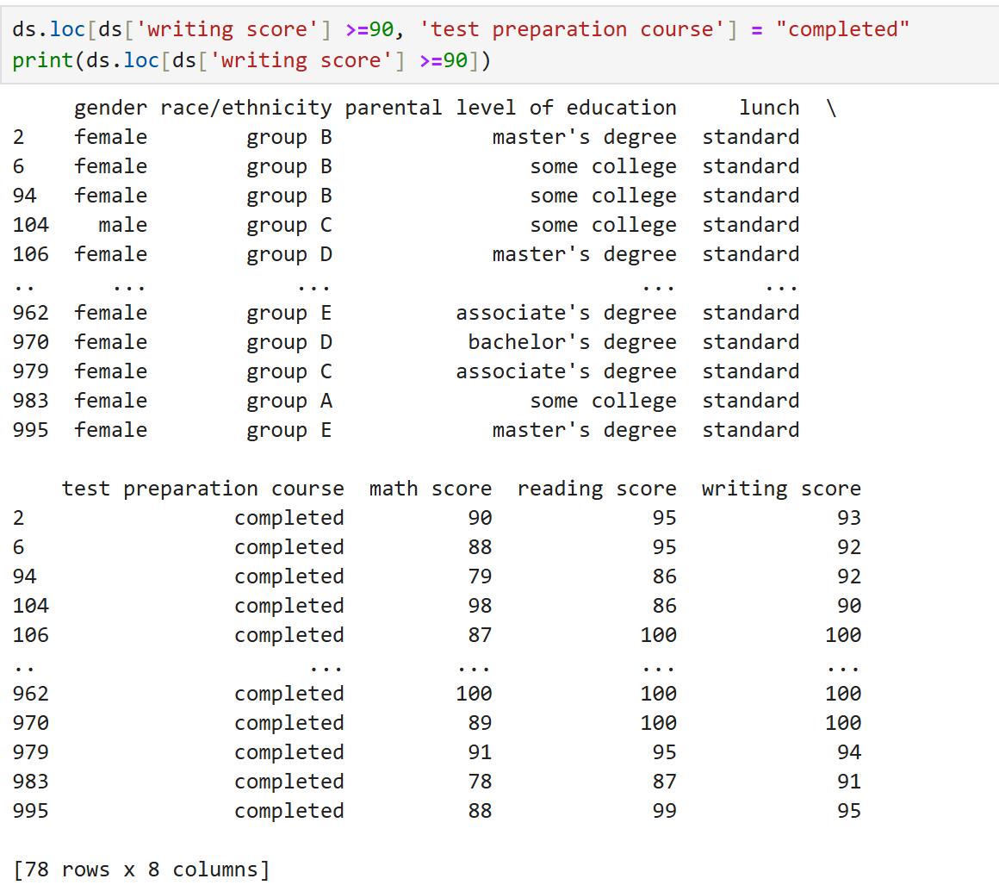 ds.loc[ds['writing score'] >=90, 'test preparation course'] = "completed"
print(ds.loc[ds['writing score'] >=90])
     gender race/ethnicity parental level of education     lunch  \
2    female        group B             master's degree  standard
6    female        group B                some college  standard
94   female        group B                some college  standard
104    male        group C                some college  standard
106  female        group D             master's degree  standard
..      ...            ...                         ...       ...
962  female        group E          associate's degree  standard
970  female        group D           bachelor's degree  standard
979  female        group C          associate's degree  standard
983  female        group A                some college  standard
995  female        group E             master's degree  standard
    test preparation course  math score  reading score  writing score
2                 completed          90             95             93
6                 completed          88             95             92
94                completed          79             86             92
104               completed          98             86             90
106               completed          87            100            100
..                      ...         ...            ...            ...
962               completed         100            100            100
970               completed          89            100            100
979               completed          91             95             94
983               completed          78             87             91
995               completed          88             99             95
[78 rows x 8 columns]